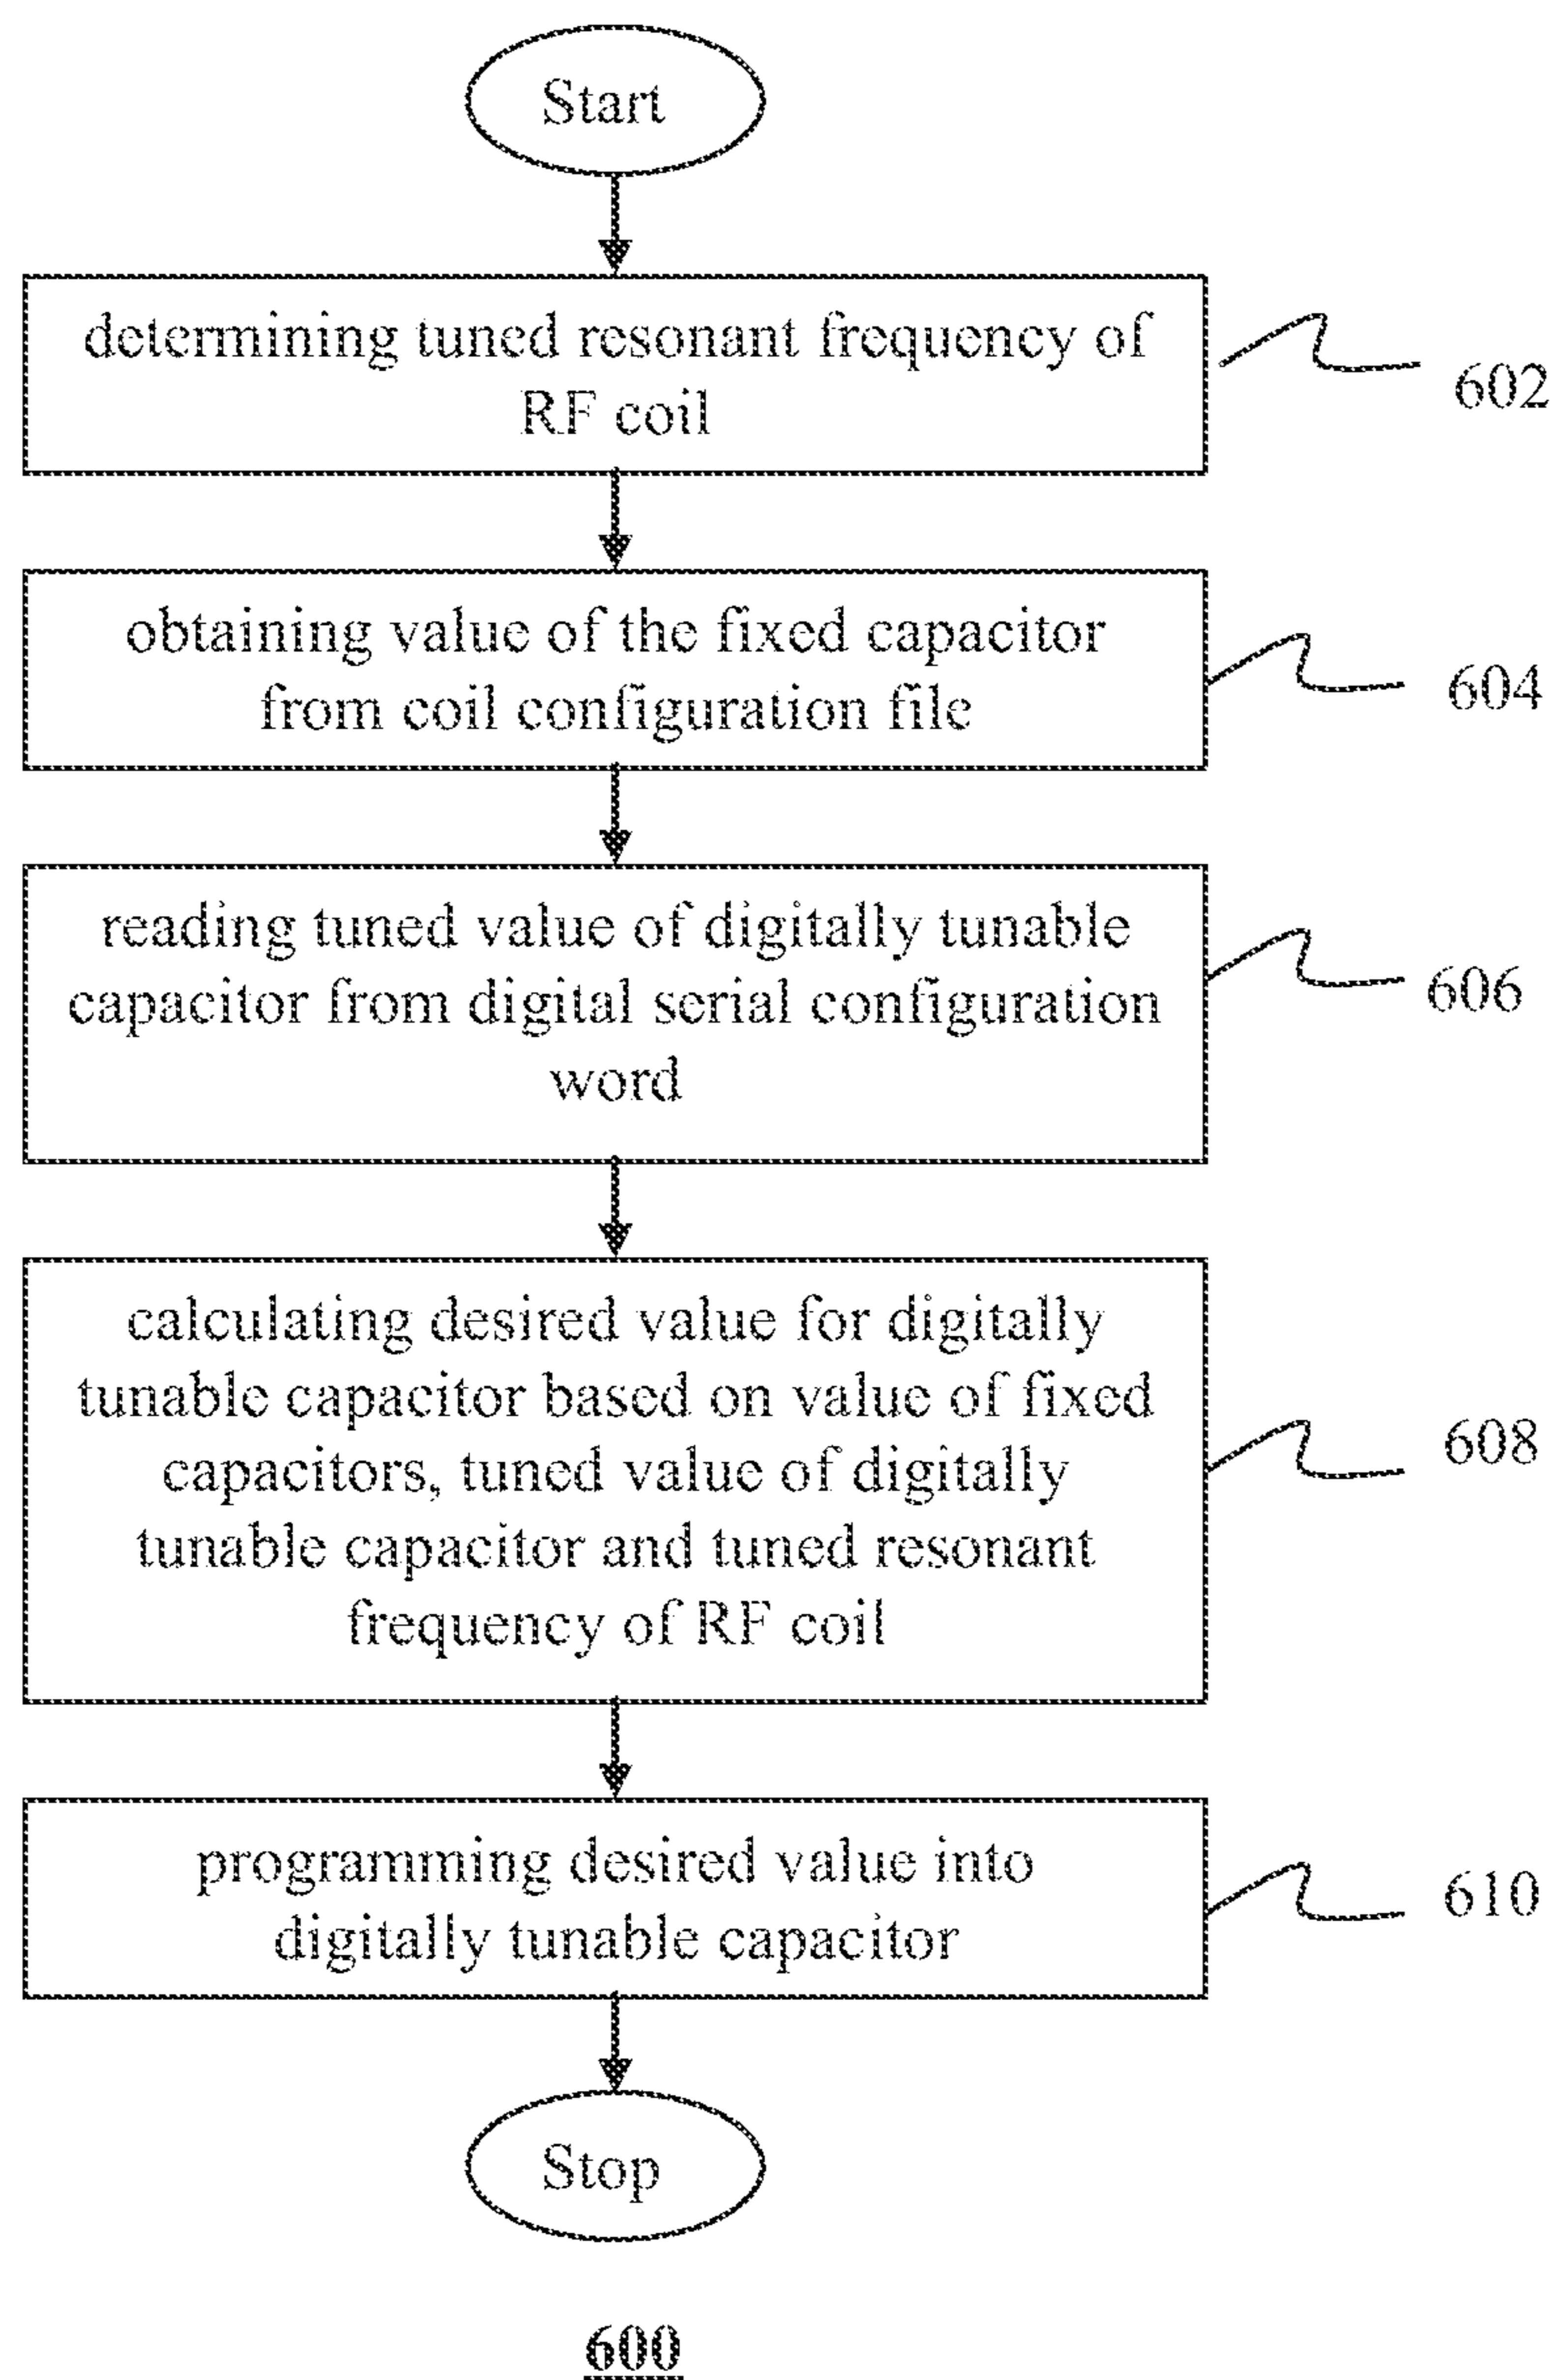 Start
determining tuned resonant frequency of
RF coil
602
obtaining value of the fixed capacitor
from coil configuration file
604
reading tuned value of digitally tunable
capacitor from digital serial configuration
word
606
calculating desired value for digitally
tunable capacitor based on value of fixed
capacitors, tuned value of digitally
tunable capacitor and tuned resonant
frequency of RF coil
608
programming desired value into
digitally tunable capacitor
610
Stop
600